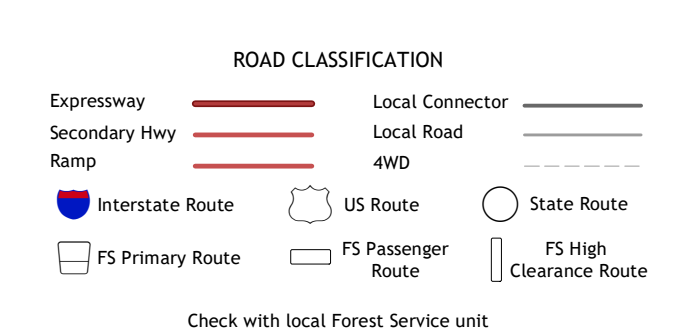 ROAD CLASSIFICATION
Expressway
Local Connector
Secondary Hwy
Local Road
Ramp
4WD
Interstate Route
US Route
State Route
FS Primary Route
FS Passenger
Route
FS High
Clearance Route
Check with local Forest Service unit